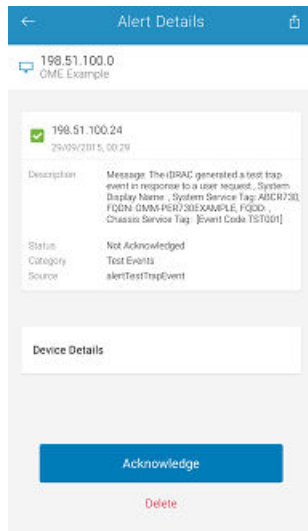 Alert Details
198.51.100.0
OME Example
198.51.100.24
29/09/2015, 00:29
Description
Message: The iDRAC generated a test trap
event in response to a user request., System
Display Name: , System Service Tag: ABCR730,
FQDN: OMM-PER730EXAMPLE, FQDD: ,
Chassis Service Tag: [Event Code:TST001]
Status Not Acknowledged
Category Test Events
Source alertTestTrapEvent
Device Details
Acknowledge
Delete